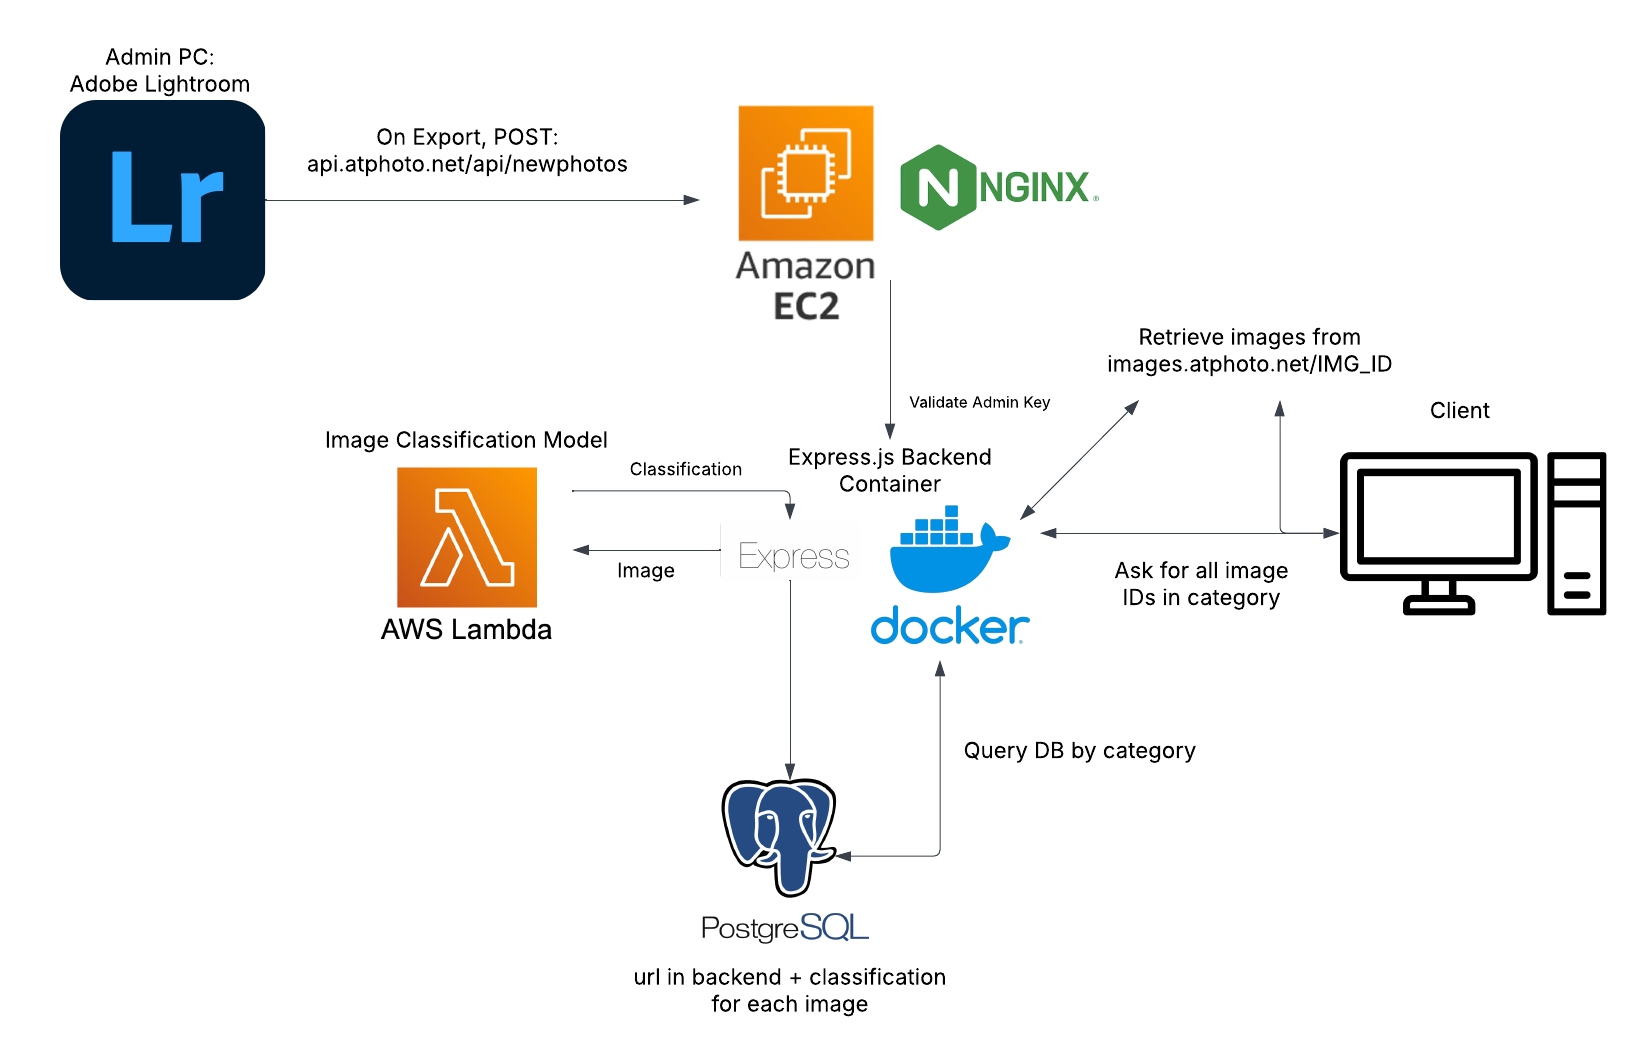 Admin PC:
Adobe Lightroom
Lr
On Export, POST:
api.atphoto.net/api/newphotos
Amazon
EC2
NGINX®
Retrieve images from
images.atphoto.net/IMG_ID
Validate Admin Key
Client
Image Classification Model
Classification
Express.js Backend
Container
Express
Image
AWS Lambda
docker
Ask for all image
IDs in category
Query DB by category
PostgreSQL
url in backend + classification
for each image